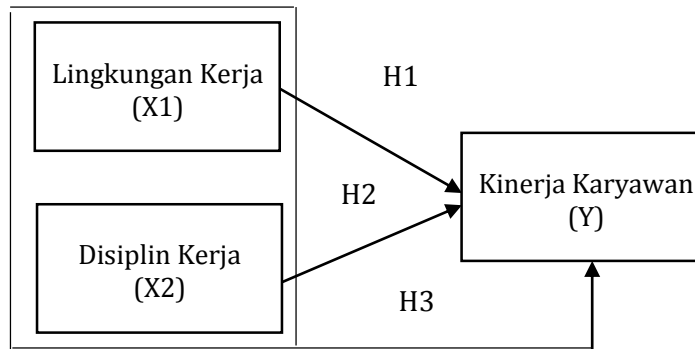 Lingkungan Kerja
(X1)
H1
Kinerja Karyawan
(Y)
H2
Disiplin Kerja
(X2)
H3